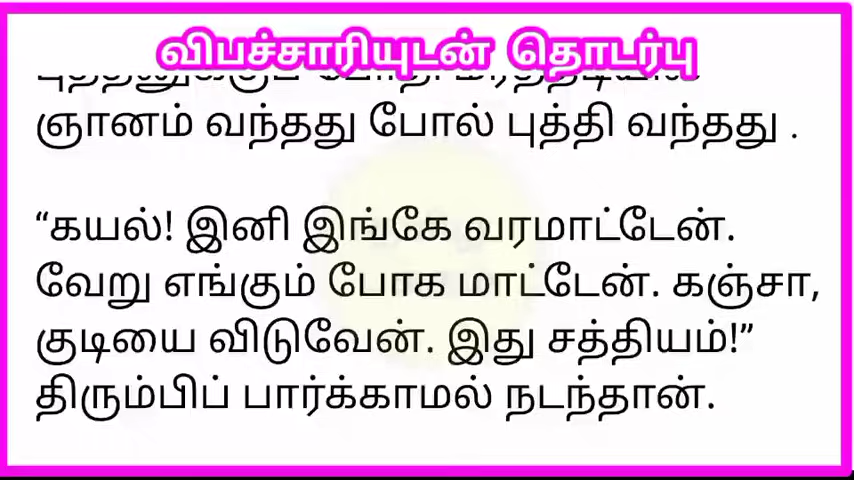 விபச்சாரியுடன் தொடர்பு
ஞானம் வந்தது போல் புத்தி வந்தது .
“கயல்! இனி இங்கே வரமாட்டேன்.
வேறு எங்கும் போக மாட்டேன். கஞ்சா,
குடியை விடுவேன். இது சத்தியம்!”
திரும்பிப் பார்க்காமல் நடந்தான்.